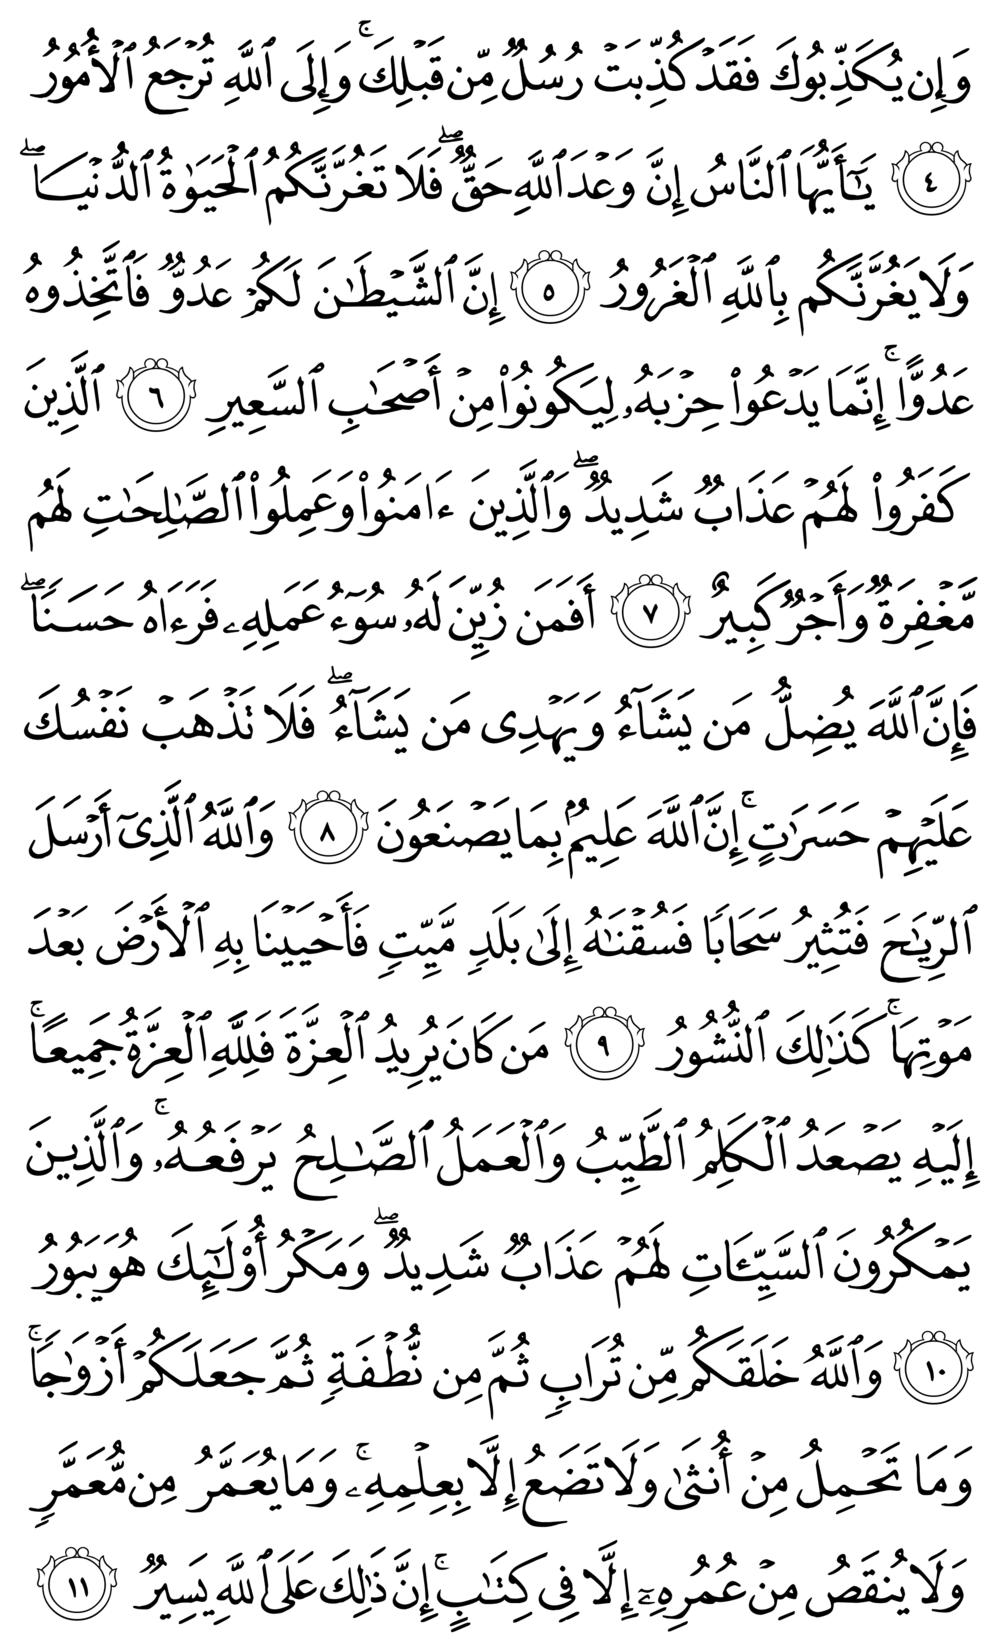 وَإِن يُكَذِّبُوكَ فَقَدْ كُذِّبَتْ رُسُلٌ مِّن قَبْلِكَ ۚ وَإِلَى ٱللَّهِ تُرْجَعُ ٱلْأُمُورُ
٤ يَـٰٓأَيُّهَا ٱلنَّاسُ إِنَّ وَعْدَ ٱللَّهِ حَقٌّ ۖ فَلَا تَغُرَّنَّكُمُ ٱلْحَيَوٰةُ ٱلدُّنْيَا ۖ
وَلَا يَغُرَّنَّكُم بِٱللَّهِ ٱلْغَرُورُ ٥ إِنَّ ٱلشَّيْطَـٰنَ لَكُمْ عَدُوٌّ فَٱتَّخِذُوهُ
عَدُوًّا ۚ إِنَّمَا يَدْعُوا۟ حِزْبَهُۥ لِيَكُونُوا۟ مِنْ أَصْحَـٰبِ ٱلسَّعِيرِ ٦ ٱلَّذِينَ
كَفَرُوا۟ لَهُمْ عَذَابٌ شَدِيدٌ ۖ وَٱلَّذِينَ ءَامَنُوا۟ وَعَمِلُوا۟ ٱلصَّـٰلِحَـٰتِ لَهُم
مَّغْفِرَةٌ وَأَجْرٌ كَبِيرٌ ٧ أَفَمَن زُيِّنَ لَهُۥ سُوٓءُ عَمَلِهِۦ فَرَءَاهُ حَسَنًا ۖ
فَإِنَّ ٱللَّهَ يُضِلُّ مَن يَشَآءُ وَيَهْدِى مَن يَشَآءُ ۖ فَلَا تَذْهَبْ نَفْسُكَ
عَلَيْهِمْ حَسَرَٰتٍ ۚ إِنَّ ٱللَّهَ عَلِيمٌۢ بِمَا يَصْنَعُونَ ٨ وَٱللَّهُ ٱلَّذِىٓ أَرْسَلَ
ٱلرِّيَـٰحَ فَتُثِيرُ سَحَابًا فَسُقْنَـٰهُ إِلَىٰ بَلَدٍ مَّيِّتٍ فَأَحْيَيْنَا بِهِ ٱلْأَرْضَ بَعْدَ
مَوْتِهَا ۚ كَذَٰلِكَ ٱلنُّشُورُ ٩ مَن كَانَ يُرِيدُ ٱلْعِزَّةَ فَلِلَّهِ ٱلْعِزَّةُ جَمِيعًا ۚ
إِلَيْهِ يَصْعَدُ ٱلْكَلِمُ ٱلطَّيِّبُ وَٱلْعَمَلُ ٱلصَّـٰلِحُ يَرْفَعُهُۥ ۚ وَٱلَّذِينَ
يَمْكُرُونَ ٱلسَّيِّـَٔاتِ لَهُمْ عَذَابٌ شَدِيدٌ ۖ وَمَكْرُ أُو۟لَـٰٓئِكَ هُوَ يَبُورُ
١٠ وَٱللَّهُ خَلَقَكُم مِّن تُرَابٍ ثُمَّ مِن نُّطْفَةٍ ثُمَّ جَعَلَكُمْ أَزْوَٰجًا ۚ
وَمَا تَحْمِلُ مِنْ أُنثَىٰ وَلَا تَضَعُ إِلَّا بِعِلْمِهِۦ ۚ وَمَا يُعَمَّرُ مِن مُّعَمَّرٍ
وَلَا يُنقَصُ مِنْ عُمُرِهِۦٓ إِلَّا فِى كِتَـٰبٍ ۚ إِنَّ ذَٰلِكَ عَلَى ٱللَّهِ يَسِيرٌ ١١